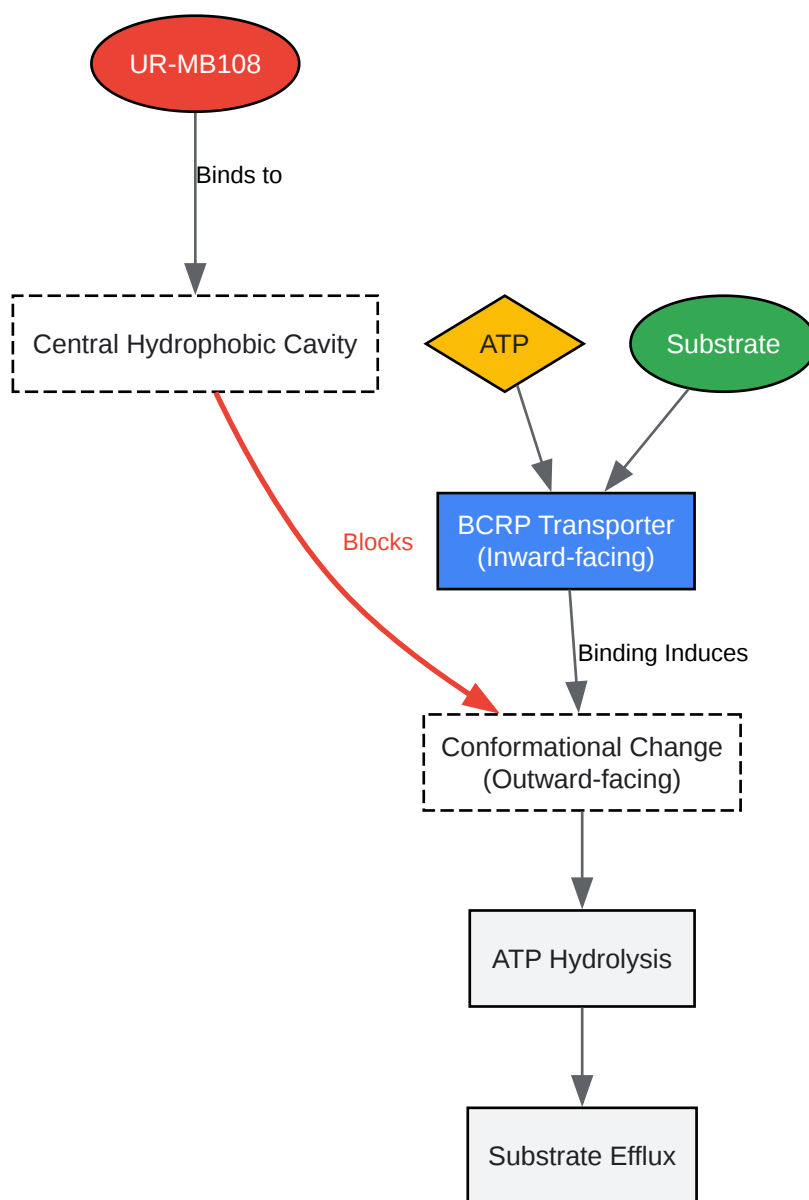 UR-MB108
Binds to
Central Hydrophobic Cavity
ATP
Substrate
BCRP Transporter
(Inward-facing)
Blocks
Binding Induces
Conformational Change
(Outward-facing)
ATP Hydrolysis
Substrate Efflux